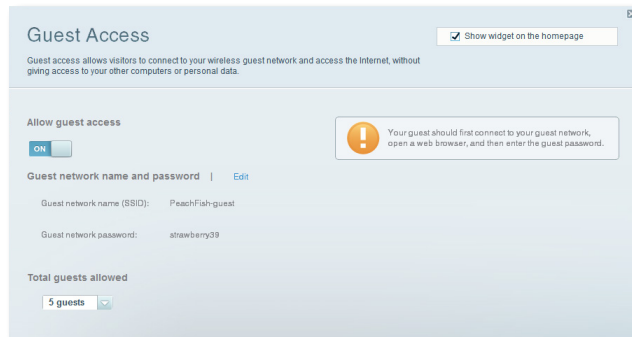 Guest Access
Show widget on the homepage
Guest access allows visitors to connect to your wireless guest network and access the Internet, without
giving access to your other computers or personal data.
Allow guest access
ON
Your guest should first connect to your guest network,
open a web browser, and then enter the guest password.
Guest network name and password | Edit
Guest network name (SSID): PeachFish-guest
Guest network password: strawberry39
Total guests allowed
5 guests